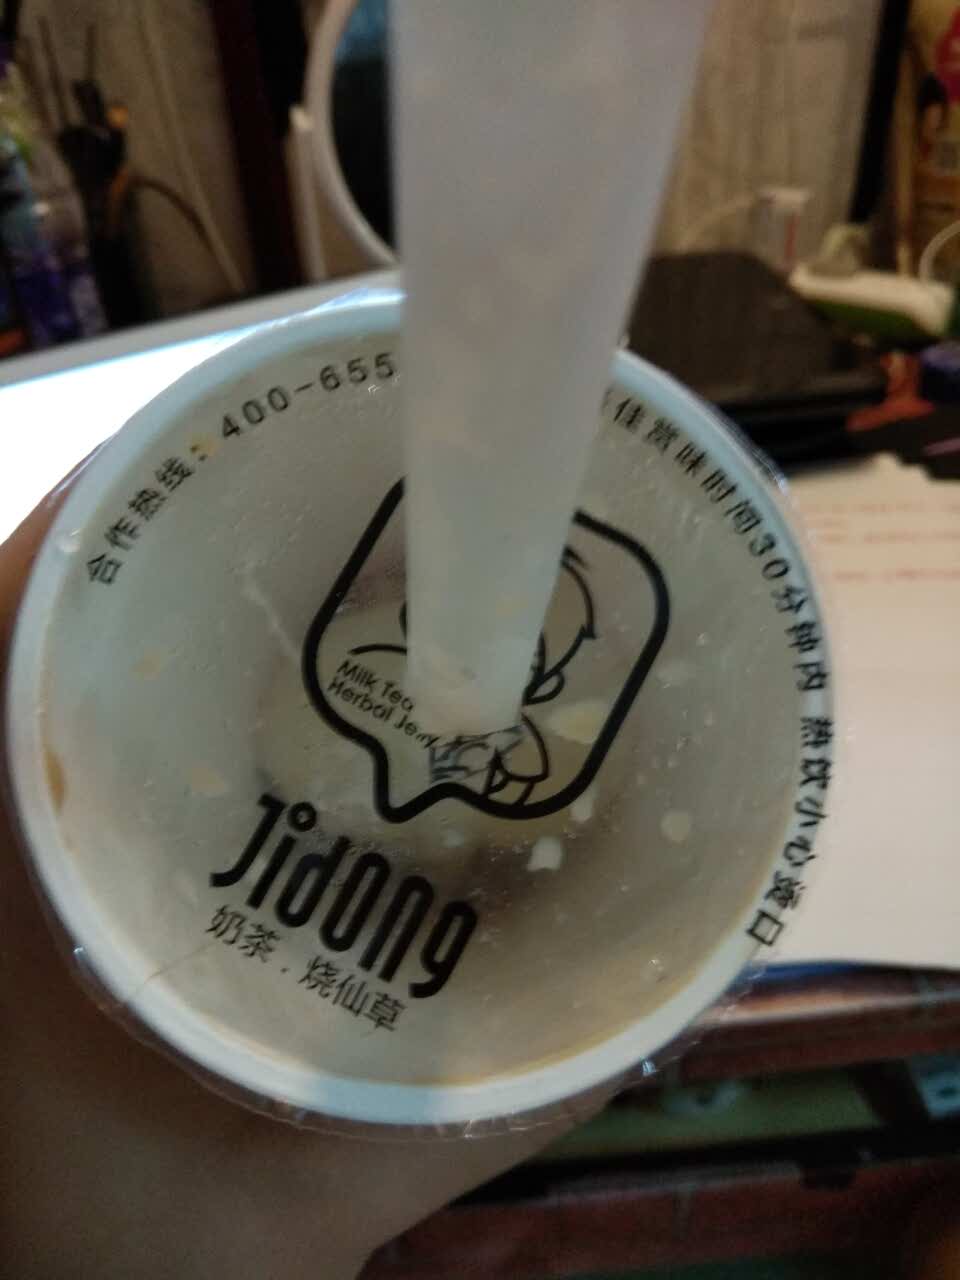 合作热线：400-655
佳赏味时间30分钟内 热饮小心烫口
Milk Tea
Herbal Jelly
Jidong
奶茶·烧仙草